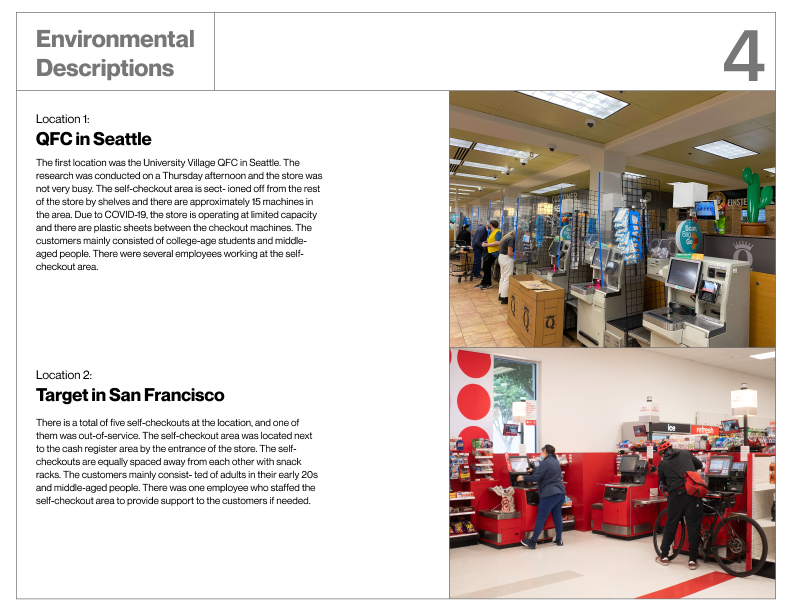 Environmental
Descriptions
4
Location 1:
QFC in Seattle
The first location was the University Village QFC in Seattle. The
research was conducted on a Thursday afternoon and the store was
not very busy. The self-checkout area is sect- ioned off from the rest
of the store by shelves and there are approximately 15 machines in
the area. Due to COVID-19, the store is operating at limited capacity
and there are plastic sheets between the checkout machines. The
customers mainly consisted of college-age students and middle-
aged people. There were several employees working at the self-
checkout area.
EINSTE
Scan
Bag
Go
Location 2:
Target in San Francisco
There is a total of five self-checkouts at the location, and one of
them was out-of-service. The self-checkout area was located next
to the cash register area by the entrance of the store. The self-
checkouts are equally spaced away from each other with snack
racks. The customers mainly consist- ted of adults in their early 20s
and middle-aged people. There was one employee who staffed the
self-checkout area to provide support to the customers if needed.
ice
refresh